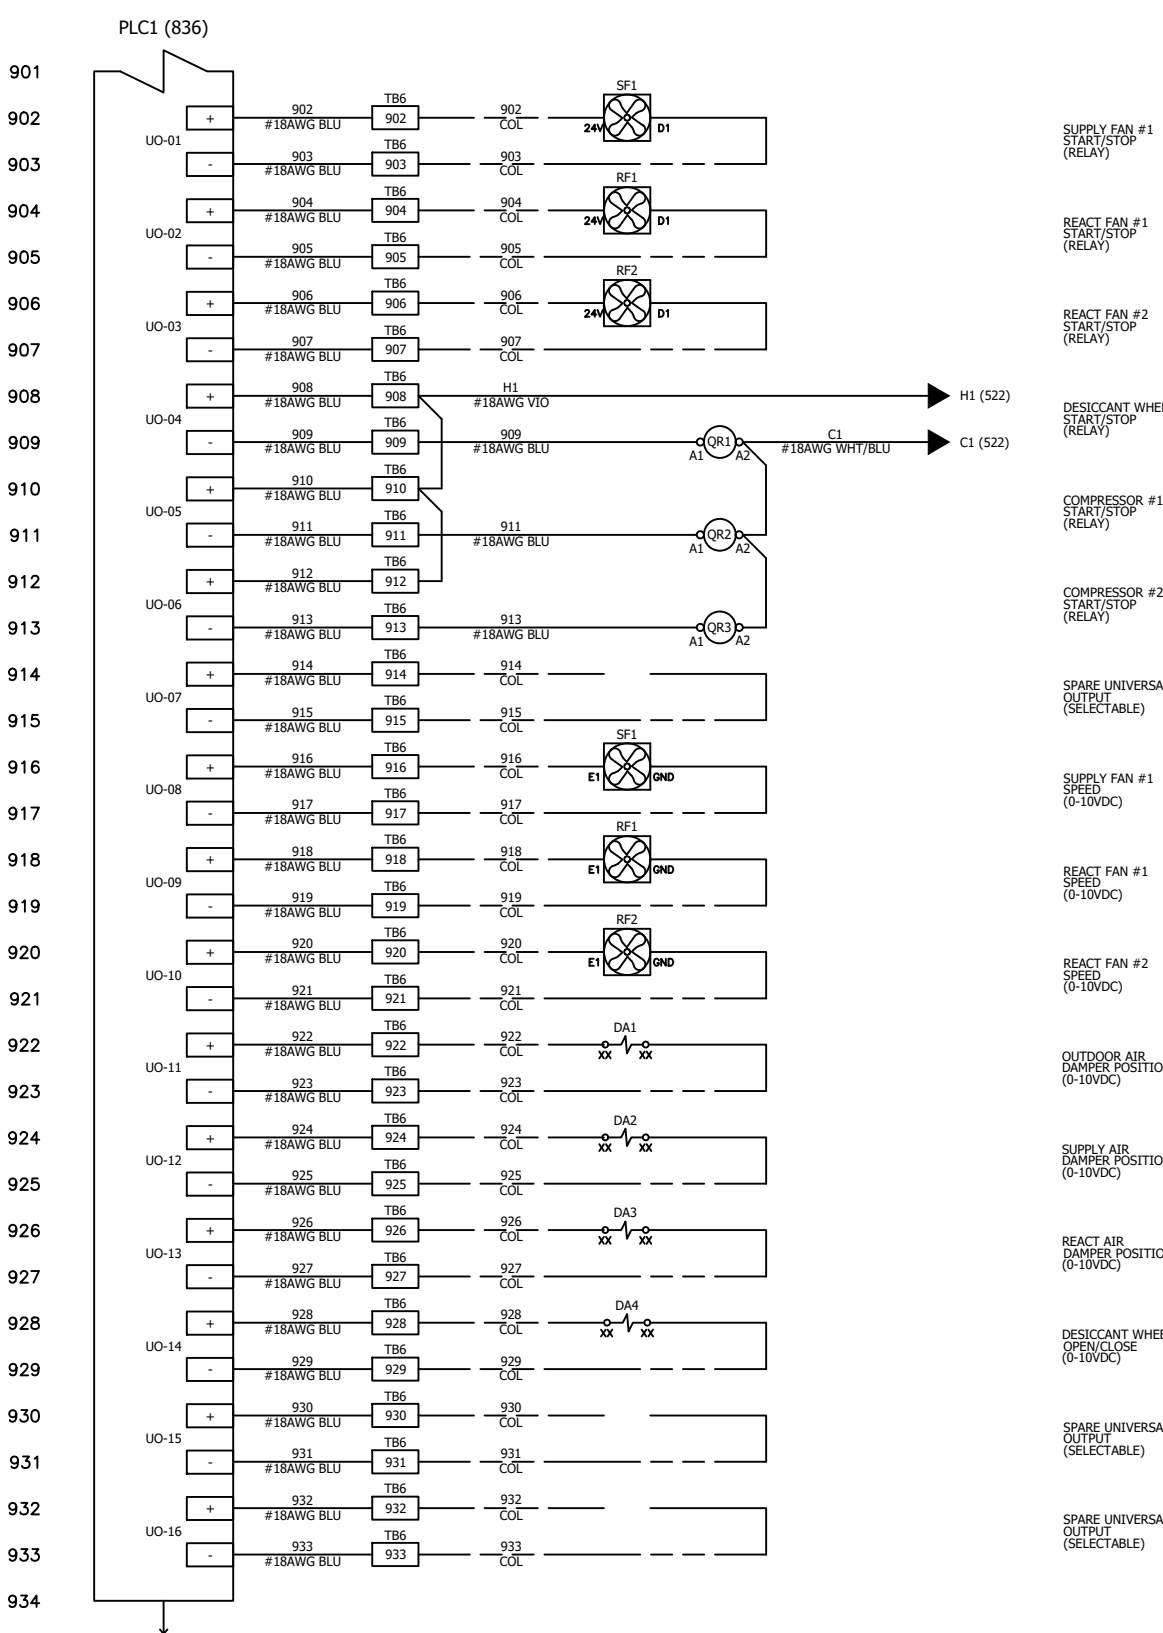 PLC1 (836)
901
SF1
TB6
902 + 902 902 902
#18AWG BLU COL 24V D1
SUPPLY FAN #1
START/STOP
(RELAY)
UO-01
TB6
903 - 903 903 903
#18AWG BLU COL
RF1
TB6
904 + 904 904 904
#18AWG BLU COL 24V D1
REACT FAN #1
START/STOP
(RELAY)
UO-02
TB6
905 - 905 905 905
#18AWG BLU COL
RF2
TB6
906 + 906 906 906
#18AWG BLU COL 24V D1
REACT FAN #2
START/STOP
(RELAY)
UO-03
TB6
907 - 907 907 907
#18AWG BLU COL
TB6
908 + 908 908 H1 H1 (522)
#18AWG BLU #18AWG VIO
DESICCANT WHE
START/STOP
(RELAY)
UO-04
TB6
909 - 909 909 909 QR1 C1 C1 (522)
#18AWG BLU #18AWG BLU A1 A2 #18AWG WHT/BLU
TB6
910 + 910 910
#18AWG BLU
COMPRESSOR #1
START/STOP
(RELAY)
UO-05
TB6
911 - 911 911 911 QR2
#18AWG BLU #18AWG BLU A1 A2
TB6
912 + 912 912
#18AWG BLU
COMPRESSOR #2
START/STOP
(RELAY)
UO-06
TB6
913 - 913 913 913 QR3
#18AWG BLU #18AWG BLU A1 A2
TB6
914 + 914 914 914
#18AWG BLU COL
SPARE UNIVERSA
OUTPUT
(SELECTABLE)
UO-07
TB6
915 - 915 915 915
#18AWG BLU COL
SF1
TB6
916 + 916 916 916
#18AWG BLU COL E1 GND
SUPPLY FAN #1
SPEED
(0-10VDC)
UO-08
TB6
917 - 917 917 917
#18AWG BLU COL
RF1
TB6
918 + 918 918 918
#18AWG BLU COL E1 GND
REACT FAN #1
SPEED
(0-10VDC)
UO-09
TB6
919 - 919 919 919
#18AWG BLU COL
RF2
TB6
920 + 920 920 920
#18AWG BLU COL E1 GND
REACT FAN #2
SPEED
(0-10VDC)
UO-10
TB6
921 - 921 921 921
#18AWG BLU COL
DA1
TB6
922 + 922 922 922
#18AWG BLU COL XX XX
OUTDOOR AIR
DAMPER POSITIO
(0-10VDC)
UO-11
TB6
923 - 923 923 923
#18AWG BLU COL
DA2
TB6
924 + 924 924 924
#18AWG BLU COL XX XX
SUPPLY AIR
DAMPER POSITIO
(0-10VDC)
UO-12
TB6
925 - 925 925 925
#18AWG BLU COL
DA3
TB6
926 + 926 926 926
#18AWG BLU COL XX XX
REACT AIR
DAMPER POSITIO
(0-10VDC)
UO-13
TB6
927 - 927 927 927
#18AWG BLU COL
DA4
TB6
928 + 928 928 928
#18AWG BLU COL XX XX
DESICCANT WHEE
OPEN/CLOSE
(0-10VDC)
UO-14
TB6
929 - 929 929 929
#18AWG BLU COL
TB6
930 + 930 930 930
#18AWG BLU COL
SPARE UNIVERSA
OUTPUT
(SELECTABLE)
UO-15
TB6
931 - 931 931 931
#18AWG BLU COL
TB6
932 + 932 932 932
#18AWG BLU COL
SPARE UNIVERSA
OUTPUT
(SELECTABLE)
UO-16
TB6
933 - 933 933 933
#18AWG BLU COL
934